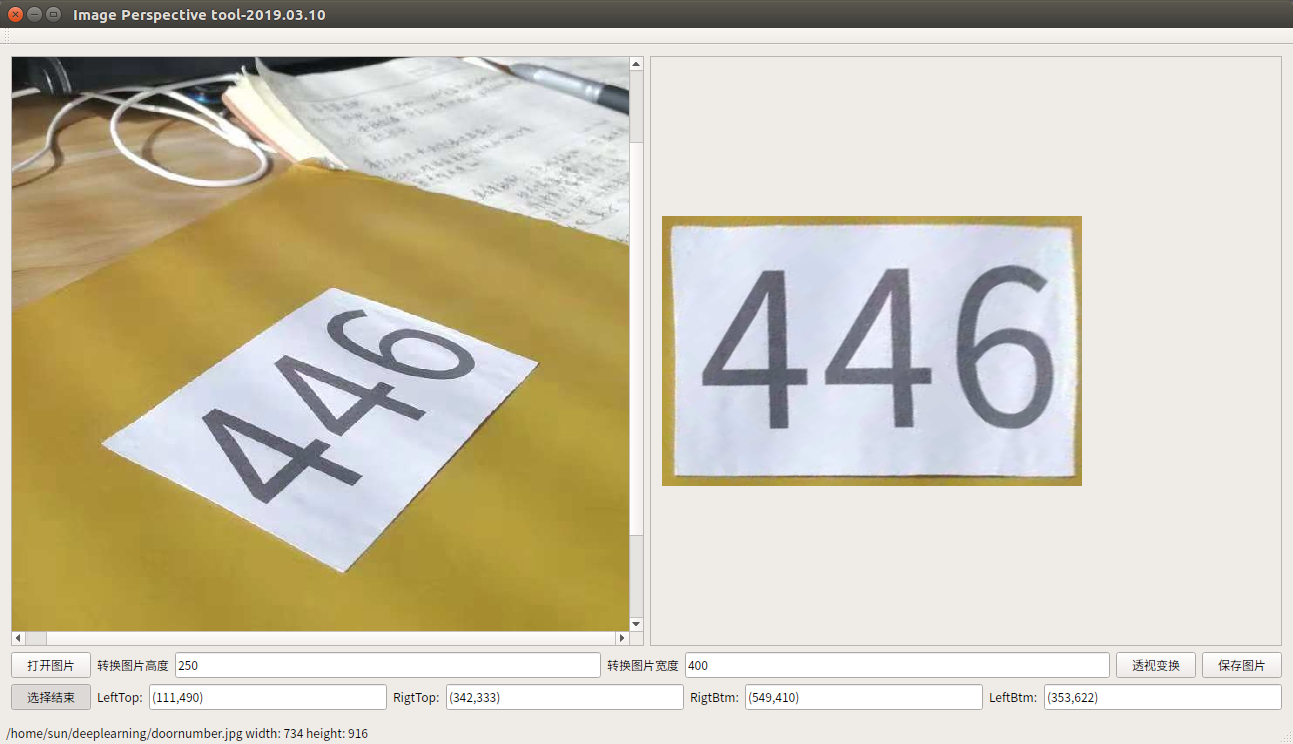 Image Perspective tool-2019.03.10
446
446
打开图片 转换图片高度 250 转换图片宽度 400 透视变换 保存图片
选择结束 LeftTop: (111,490) RigtTop: (342,333) RigtBtm: (549,410) LeftBtm: (353,622)
/home/sun/deeplearning/doornumber.jpg width: 734 height: 916